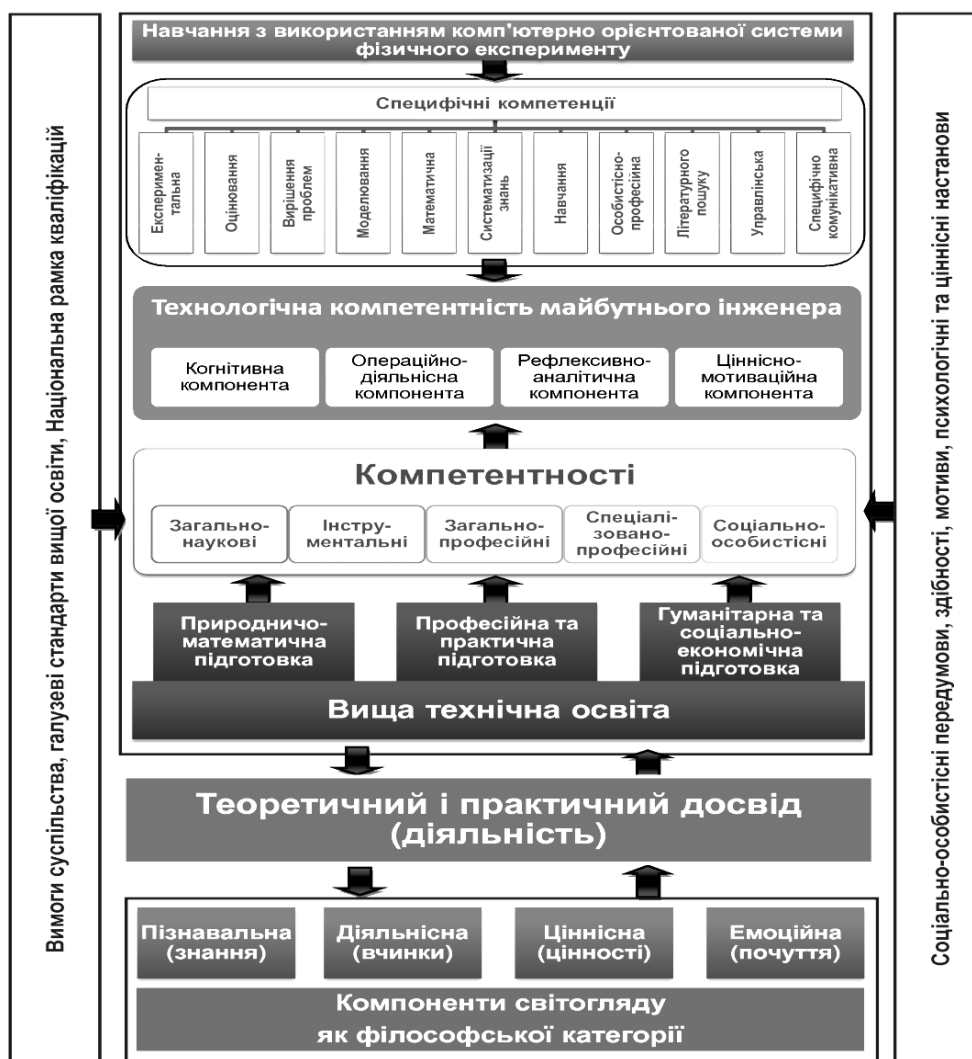 Навчання з використанням комп'ютерно орієнтованої системи
фізичного експерименту
Специфічні компетенції
Експеримен-
тальна
Оцінювання
Вирішення
проблем
Моделювання
Математична
Систематизації
знань
Навчання
Особистісно-
професійна
Літературного
пошуку
Управлінська
Специфічно
комунікативна
Технологічна компетентність майбутнього інженера
Когнітивна
компонента
Операційно-
діяльнісна
компонента
Рефлексивно-
аналітична
компонента
Ціннісно-
мотиваційна
компонента
Компетентності
Загально-
наукові
Інстру-
ментальні
Загально-
професійні
Спеціалі-
зовано-
професійні
Соціально-
особистісні
Природничо-
математична
підготовка
Професійна та
практична
підготовка
Гуманітарна та
соціально-
економічна
підготовка
Вища технічна освіта
Теоретичний і практичний досвід
(діяльність)
Пізнавальна
(знання)
Діяльнісна
(вчинки)
Ціннісна
(цінності)
Емоційна
(почуття)
Компоненти світогляду
як філософської категорії
Вимоги суспільства, галузеві стандарти вищої освіти, Національна рамка кваліфікацій
Соціально-особистісні передумови, здібності, мотиви, психологічні та ціннісні настанови